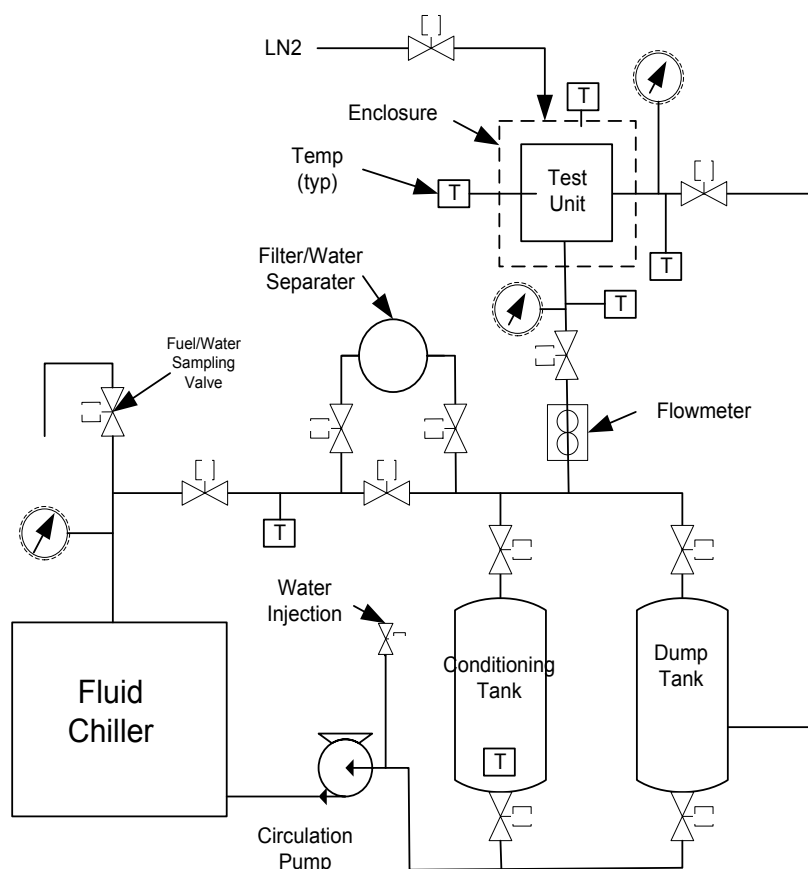 LN2
T
Enclosure
Temp
(typ)
T
Test
Unit
T
Filter/Water
Separater
T
Fuel/Water
Sampling
Valve
Flowmeter
T
Water
Injection
Conditioning
Tank
Dump
Tank
Fluid
Chiller
T
Circulation
Pump